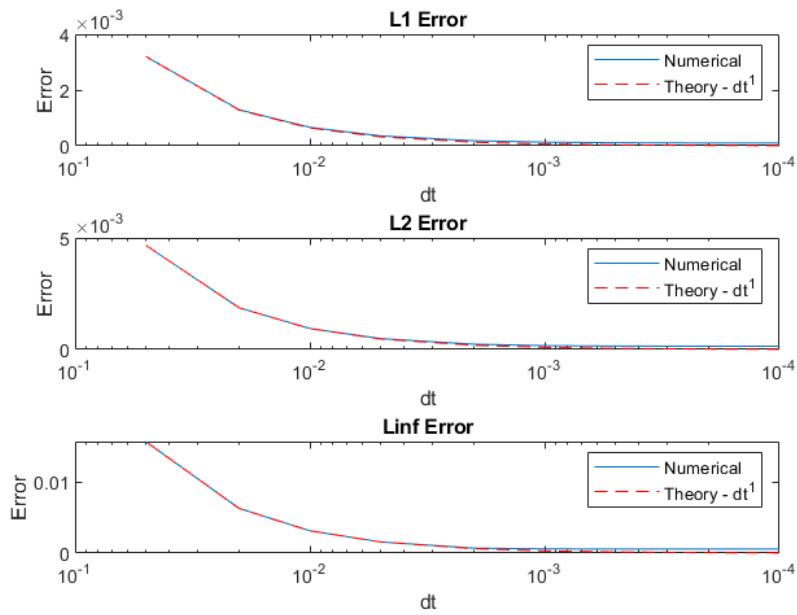 L1 Error
×10⁻³
4
2
0
Error
Numerical
Theory - dt¹
10⁻¹
10⁻²
10⁻³
10⁻⁴
dt
L2 Error
×10⁻³
5
0
Error
Numerical
Theory - dt¹
10⁻¹
10⁻²
10⁻³
10⁻⁴
dt
Linf Error
0.01
0
Error
Numerical
Theory - dt¹
10⁻¹
10⁻²
10⁻³
10⁻⁴
dt